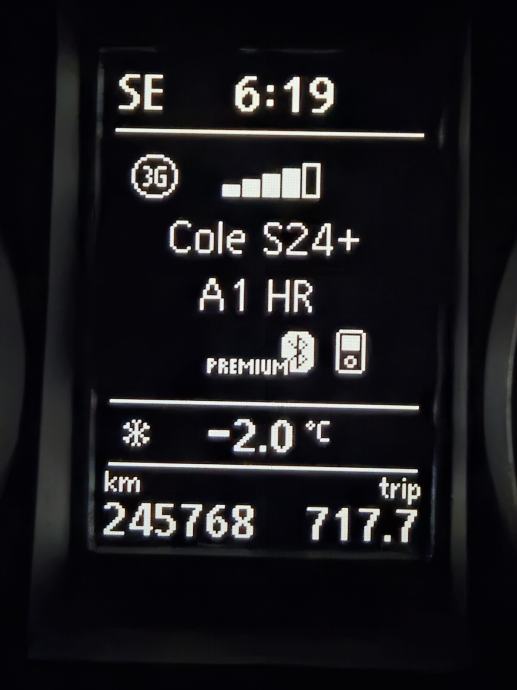 SE 6:19
3G
Cole S24+
A1 HR
PREMIUM
-2.0 °C
km trip
245768 717.7